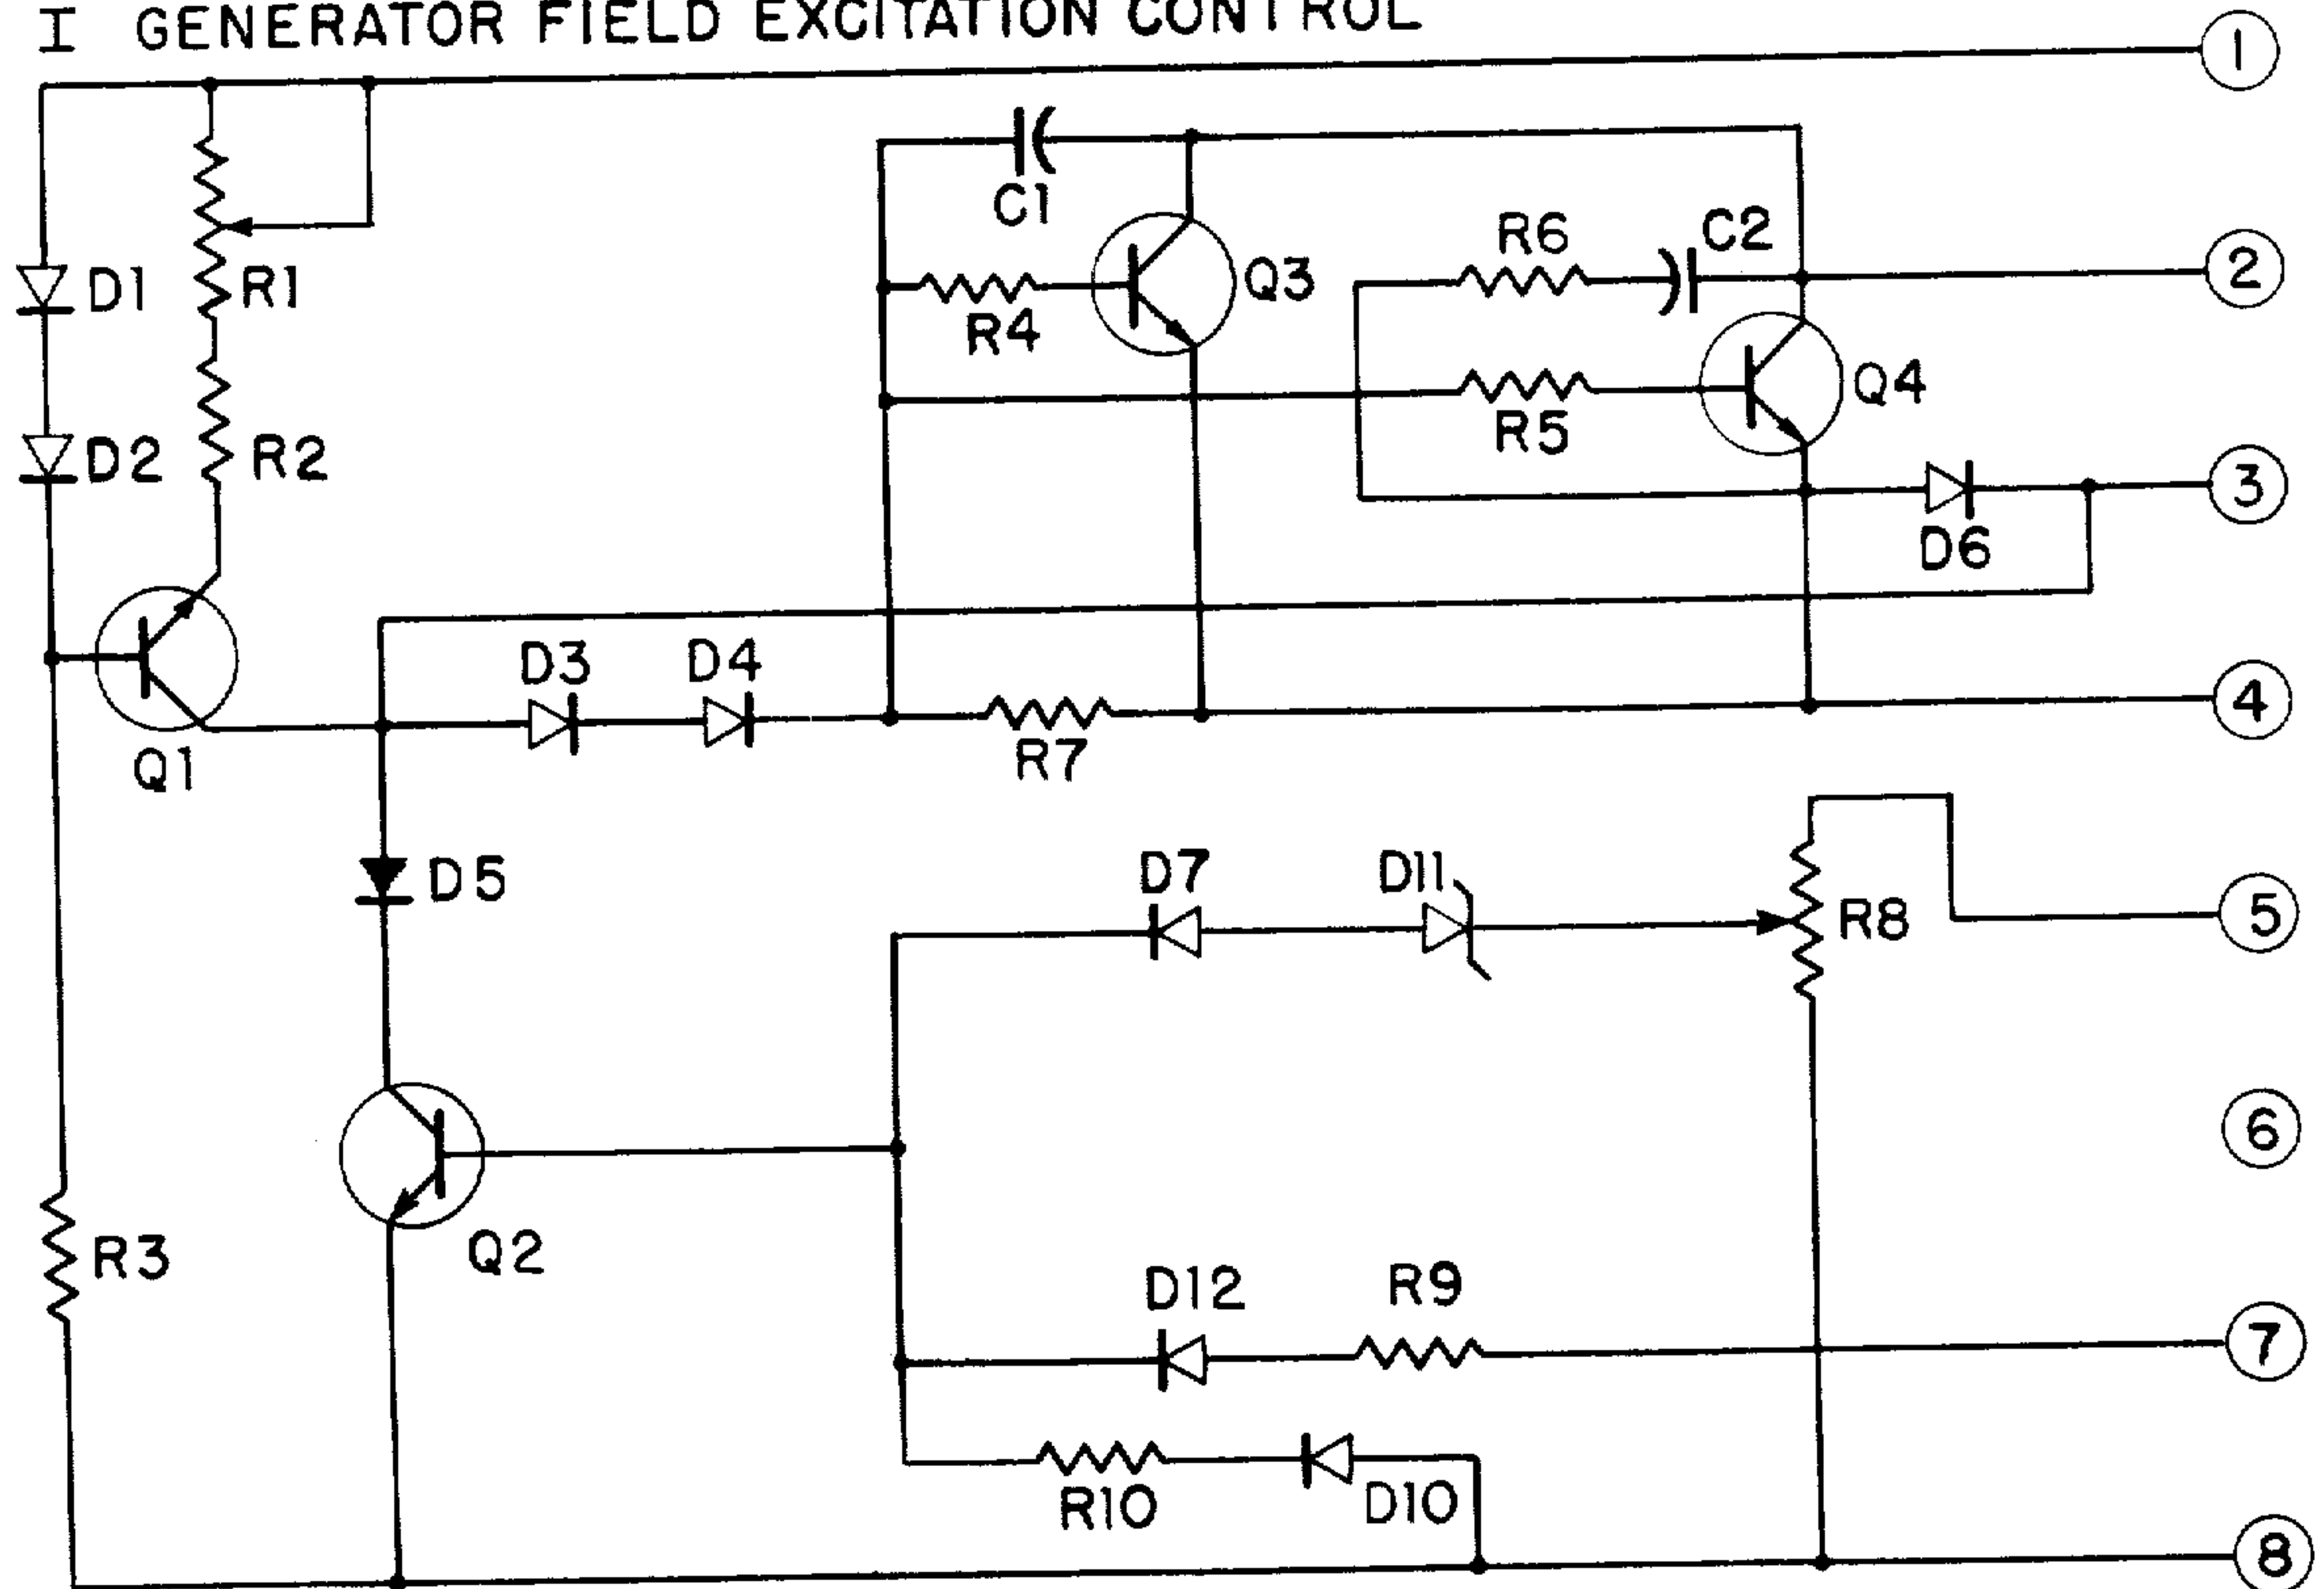 I GENERATOR FIELD EXCITATION CONTROL
1
C1
R6
C2
2
D1
R1
R4
Q3
R5
Q4
D2
R2
3
D6
D3
D4
Q1
R7
4
D5
D7
D11
R8
5
6
R3
Q2
D12
R9
7
R10
D10
8